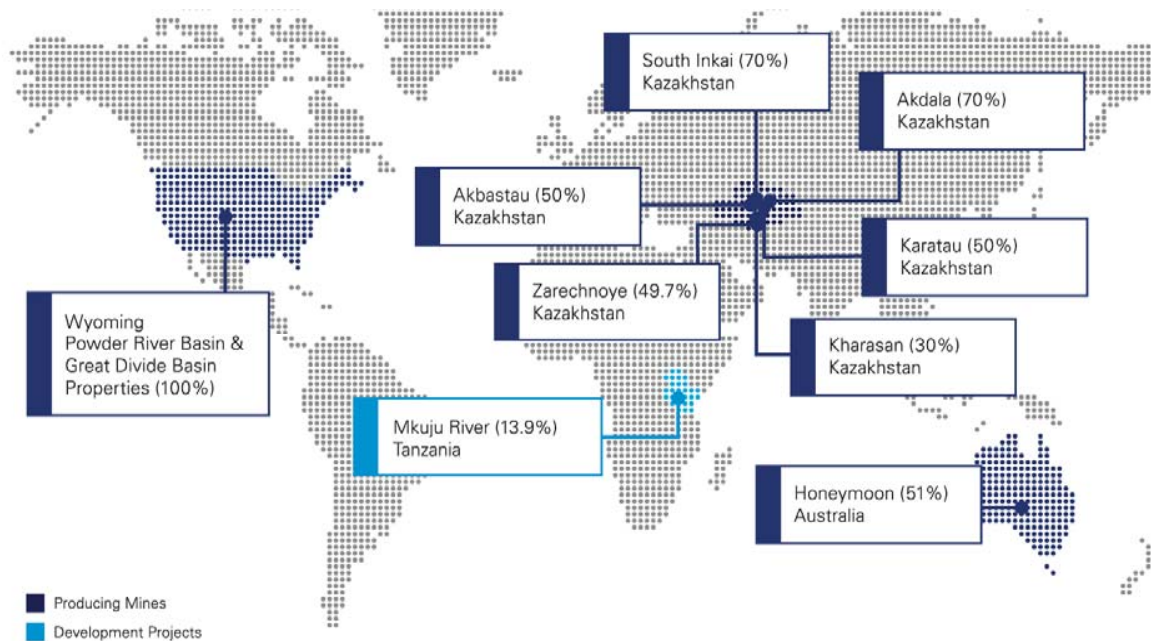 South Inkai (70%)
Kazakhstan
Akdala (70%)
Kazakhstan
Akbastau (50%)
Kazakhstan
Karatau (50%)
Kazakhstan
Zarechnoye (49.7%)
Kazakhstan
Wyoming
Powder River Basin &
Great Divide Basin
Properties (100%)
Kharasan (30%)
Kazakhstan
Mkuju River (13.9%)
Tanzania
Honeymoon (51%)
Australia
Producing Mines
Development Projects